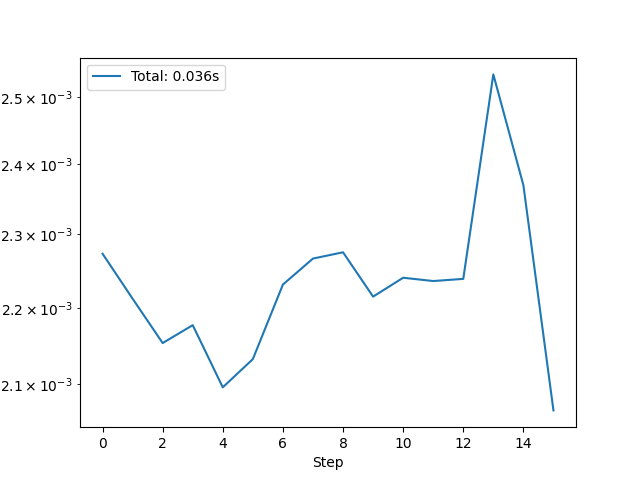 Total: 0.036s
2.5 × 10⁻³
2.4 × 10⁻³
2.3 × 10⁻³
2.2 × 10⁻³
2.1 × 10⁻³
0 2 4 6 8 10 12 14
Step